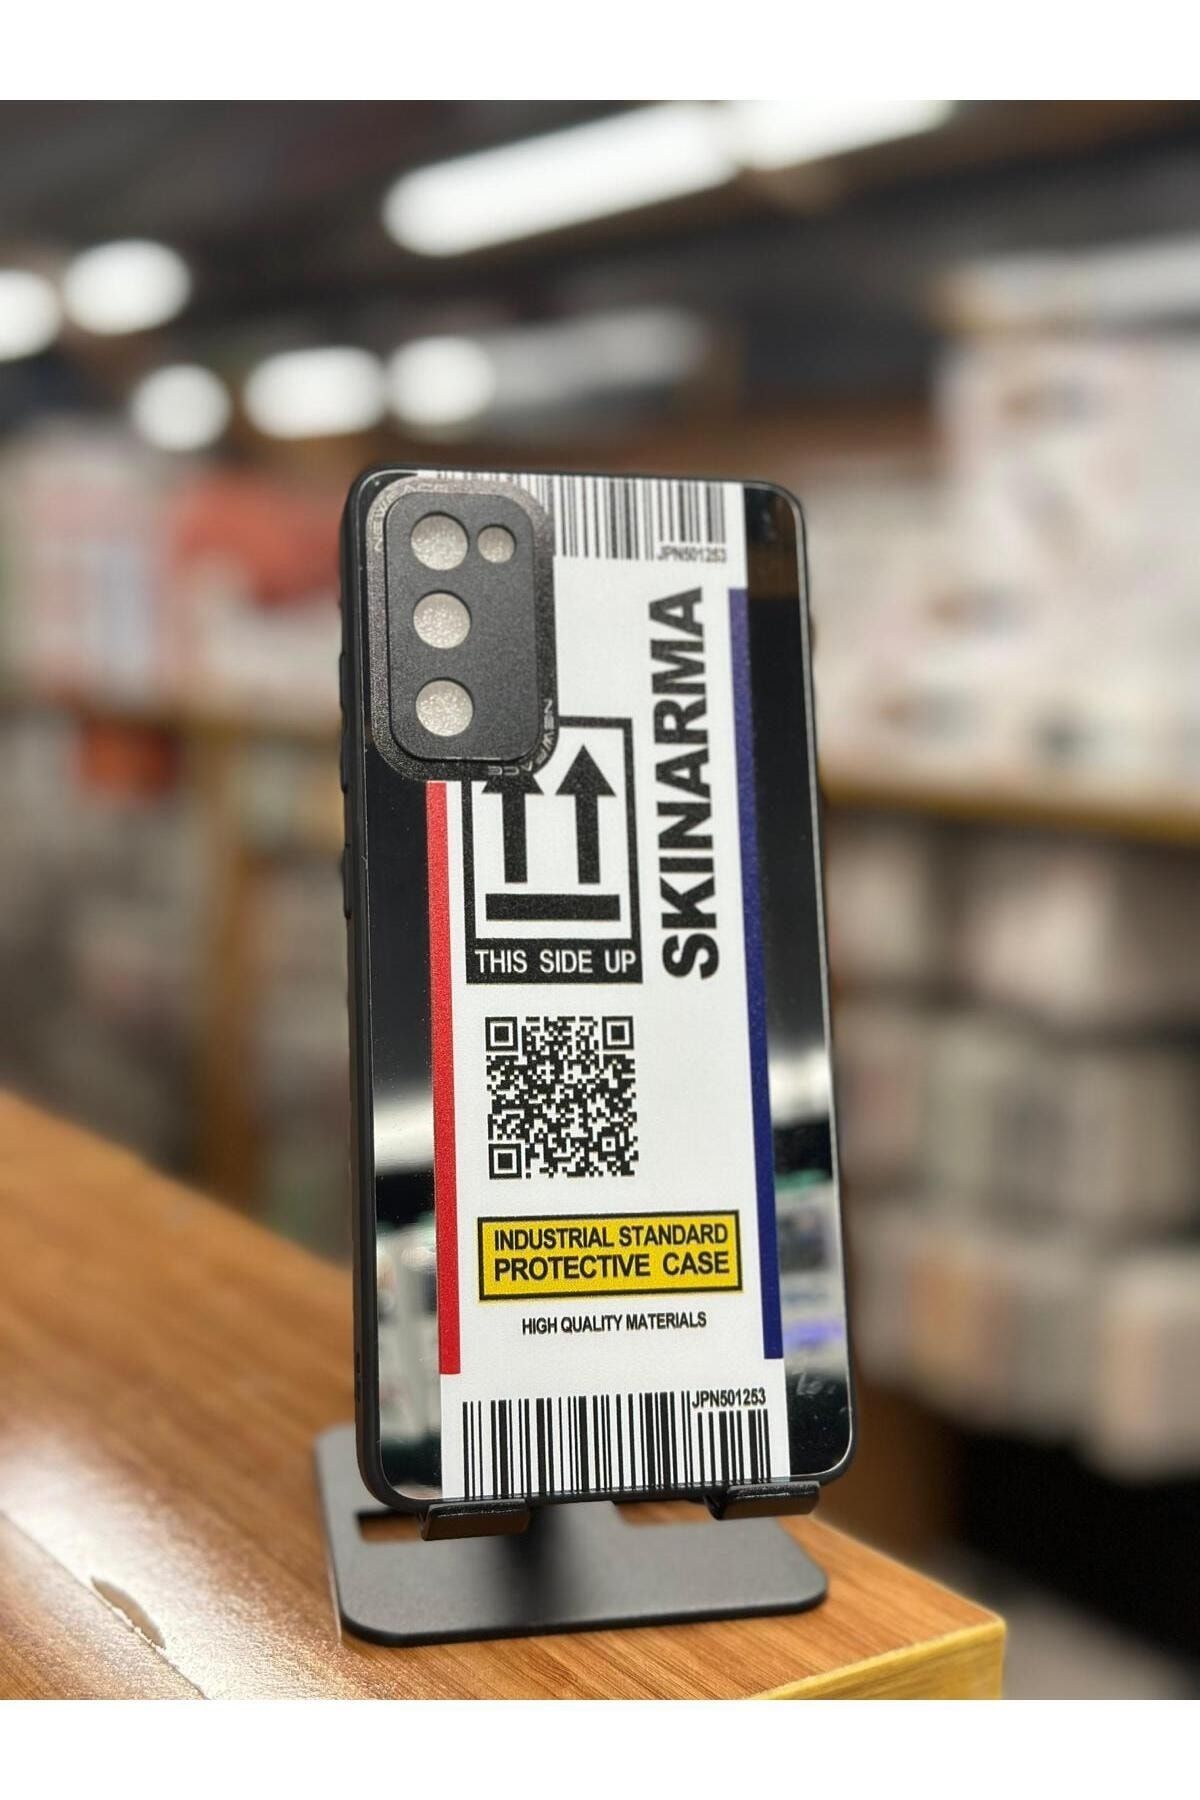 JPN501253
SKINARMA
THIS SIDE UP
INDUSTRIAL STANDARD
PROTECTIVE CASE
HIGH QUALITY MATERIALS
JPN501253